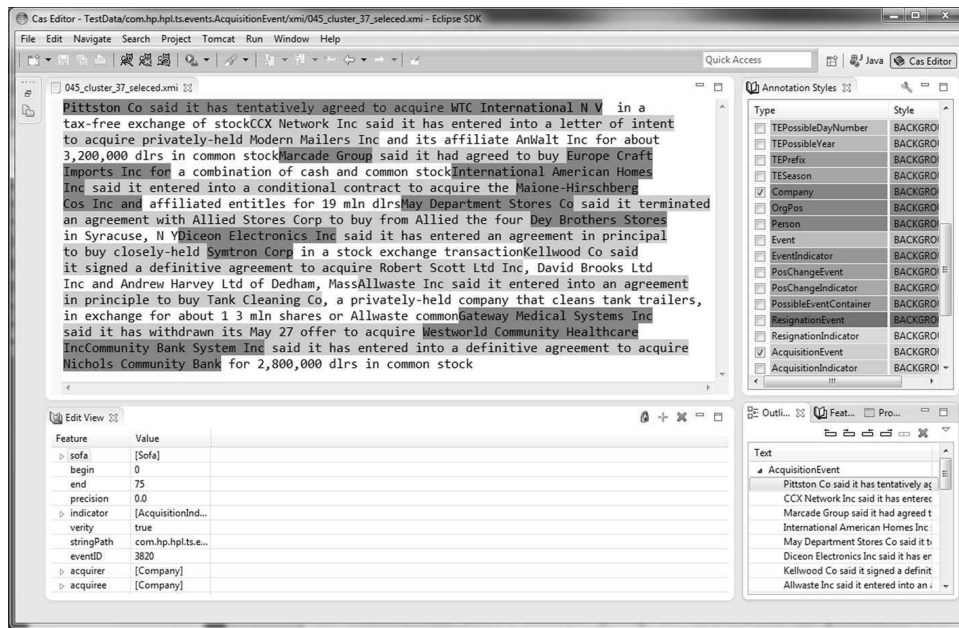 Cas Editor - TestData/com.hp.hpl.ts.events.AcquisitionEvent/xmi/045_cluster_37_seleced.xmi - Eclipse SDK
File Edit Navigate Search Project Tomcat Run Window Help
Quick Access Java Cas Editor
045_cluster_37_seleced.xmi
Pittston Co said it has tentatively agreed to acquire WTC International N V in a
tax-free exchange of stockCCX Network Inc said it has entered into a letter of intent
to acquire privately-held Modern Mailers Inc and its affiliate AnWalt Inc for about
3,200,000 dlrs in common stockMarcade Group said it had agreed to buy Europe Craft
Imports Inc for a combination of cash and common stockInternational American Homes
Inc said it entered into a conditional contract to acquire the Maione-Hirschberg
Cos Inc and affiliated entitles for 19 mln dlrsMay Department Stores Co said it terminated
an agreement with Allied Stores Corp to buy from Allied the four Dey Brothers Stores
in Syracuse, N YDiceon Electronics Inc said it has entered an agreement in principal
to buy closely-held Symtron Corp in a stock exchange transactionKellwood Co said
it signed a definitive agreement to acquire Robert Scott Ltd Inc, David Brooks Ltd
Inc and Andrew Harvey Ltd of Dedham, MassAllwaste Inc said it entered into an agreement
in principle to buy Tank Cleaning Co, a privately-held company that cleans tank trailers,
in exchange for about 1 3 mln shares or Allwaste commonGateway Medical Systems Inc
said it has withdrawn its May 27 offer to acquire Westworld Community Healthcare
IncCommunity Bank System Inc said it has entered into a definitive agreement to acquire
Nichols Community Bank for 2,800,000 dlrs in common stock
Annotation Styles
Type Style
TEPossibleDayNumber BACKGROU
TEPossibleYear BACKGROU
TEPrefix BACKGROU
TESeason BACKGROU
Company BACKGROU
OrgPos BACKGROU
Person BACKGROU
Event BACKGROU
EventIndicator BACKGROU
PosChangeEvent BACKGROU
PosChangeIndicator BACKGROU
PossibleEventContainer BACKGROU
ResignationEvent BACKGROU
ResignationIndicator BACKGROU
AcquisitionEvent BACKGROU
AcquisitionIndicator BACKGROU
Edit View
Feature Value
sofa [Sofa]
begin 0
end 75
precision 0.0
indicator [AcquisitionInd...
verity true
stringPath com.hp.hpl.ts.e...
eventID 3820
acquirer [Company]
acquiree [Company]
Outli... Feat... Pro...
Text
AcquisitionEvent
Pittston Co said it has tentatively ag
CCX Network Inc said it has enterec
Marcade Group said it had agreed t
International American Homes Inc
May Department Stores Co said it t
Diceon Electronics Inc said it has er
Kellwood Co said it signed a definit
Allwaste Inc said it entered into an